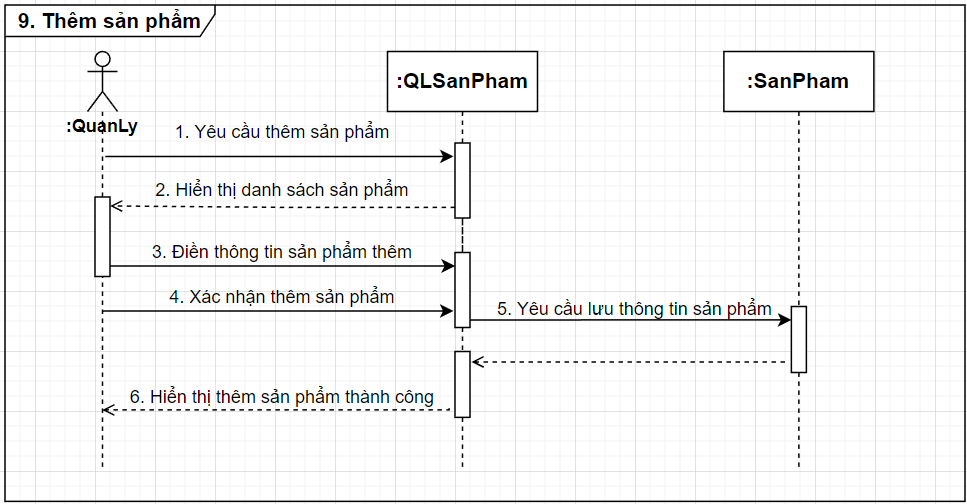 9. Thêm sản phẩm
:QLSanPham
:SanPham
:QuanLy
1. Yêu cầu thêm sản phẩm
2. Hiển thị danh sách sản phẩm
3. Điền thông tin sản phẩm thêm
4. Xác nhận thêm sản phẩm
5. Yêu cầu lưu thông tin sản phẩm
6. Hiển thị thêm sản phẩm thành công